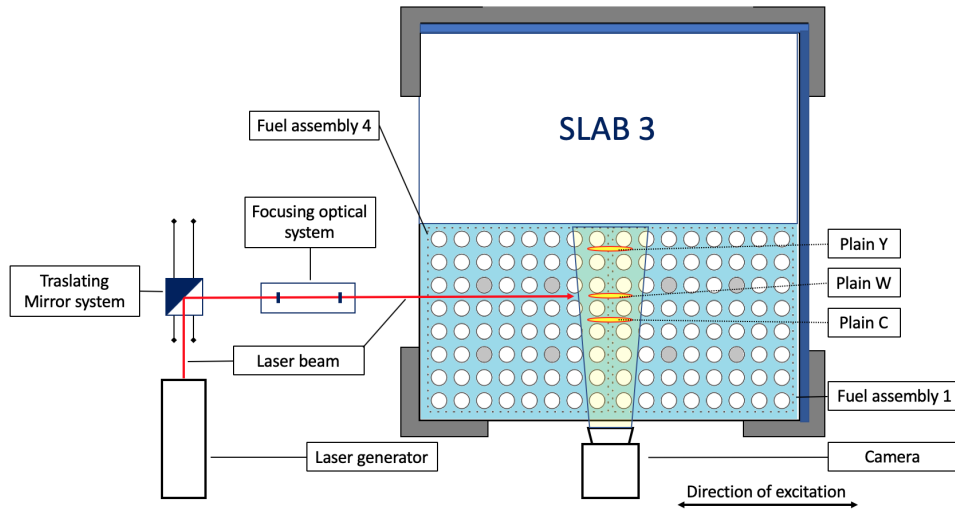 SLAB 3
Fuel assembly 4
Focusing optical
system
Plain Y
Traslating
Mirror system
Plain W
Plain C
Laser beam
Fuel assembly 1
Laser generator
Camera
Direction of excitation